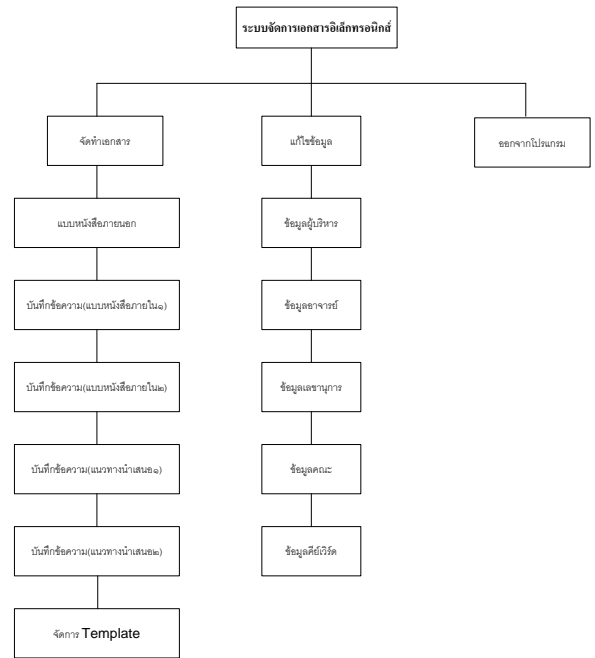 ระบบจัดการเอกสารอิเล็กทรอนิกส์
จัดทำเอกสาร
แก้ไขข้อมูล
ออกจากโปรแกรม
แบบหนังสือภายนอก
ข้อมูลผู้บริหาร
บันทึกข้อความ(แบบหนังสือภายใน๑)
ข้อมูลอาจารย์
บันทึกข้อความ(แบบหนังสือภายใน๒)
ข้อมูลเลขานุการ
บันทึกข้อความ(แนวทางนำเสนอ๑)
ข้อมูลคณะ
บันทึกข้อความ(แนวทางนำเสนอ๒)
ข้อมูลคีย์เวิร์ด
จัดการ Template